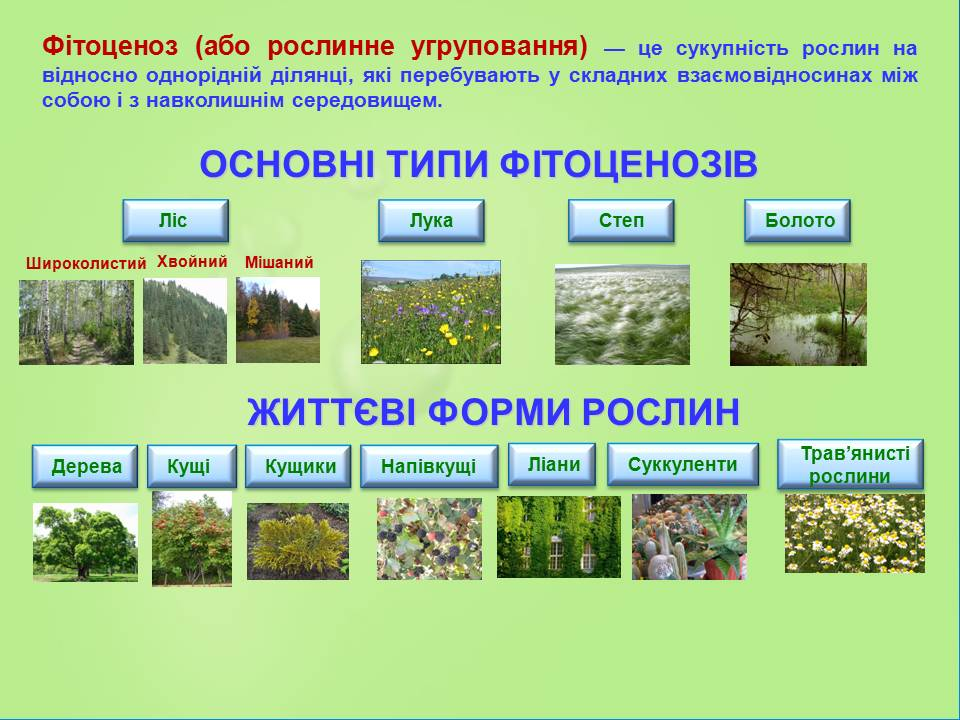 Фітоценоз (або рослинне угруповання) — це сукупність рослин на
відносно однорідній ділянці, які перебувають у складних взаємовідносинах між
собою і з навколишнім середовищем.
ОСНОВНІ ТИПИ ФІТОЦЕНОЗІВ
Ліс
Лука
Степ
Болото
Широколистий
Хвойний
Мішаний
ЖИТТЄВІ ФОРМИ РОСЛИН
Дерева
Кущі
Кущики
Напівкущі
Ліани
Суккуленти
Трав’янисті
рослини